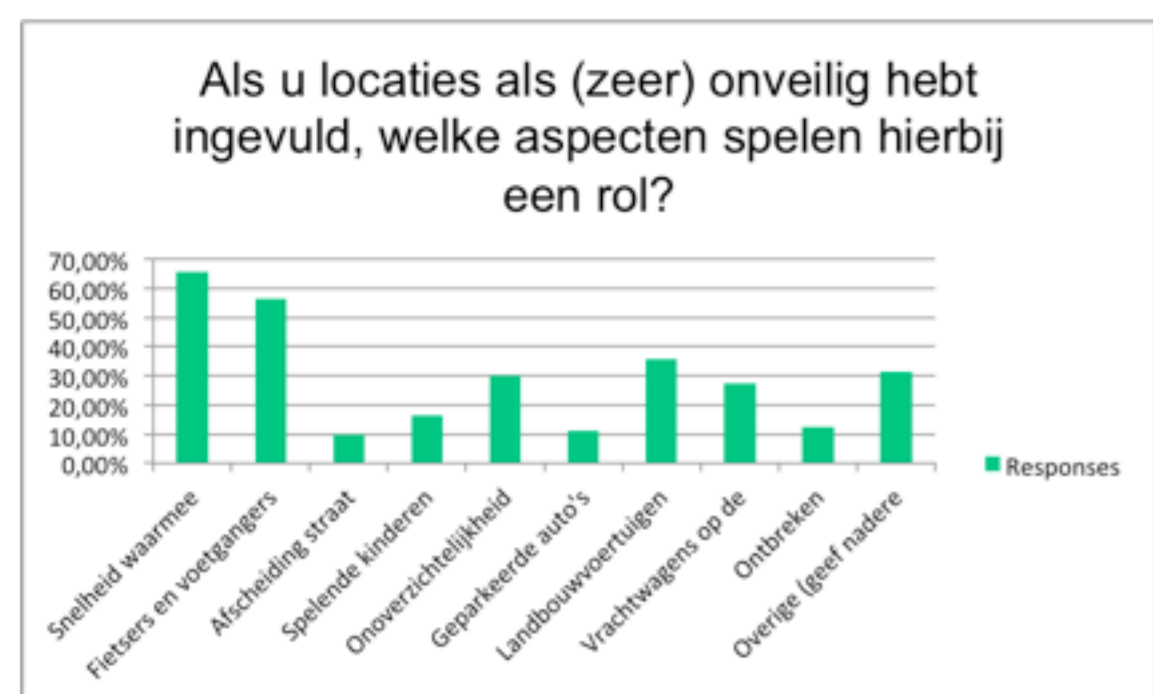 Als u locaties als (zeer) onveilig hebt
ingevuld, welke aspecten spelen hierbij
een rol?
70,00%
60,00%
50,00%
40,00%
30,00%
20,00%
10,00%
0,00%
Responses
Snelheid waarmee
Fietsers en voetgangers
Afscheiding straat
Spelende kinderen
Onoverzichtelijkheid
Geparkeerde auto's
Landbouwvoertuigen
Vrachtwagens op de
Ontbreken
Overige (geef nadere